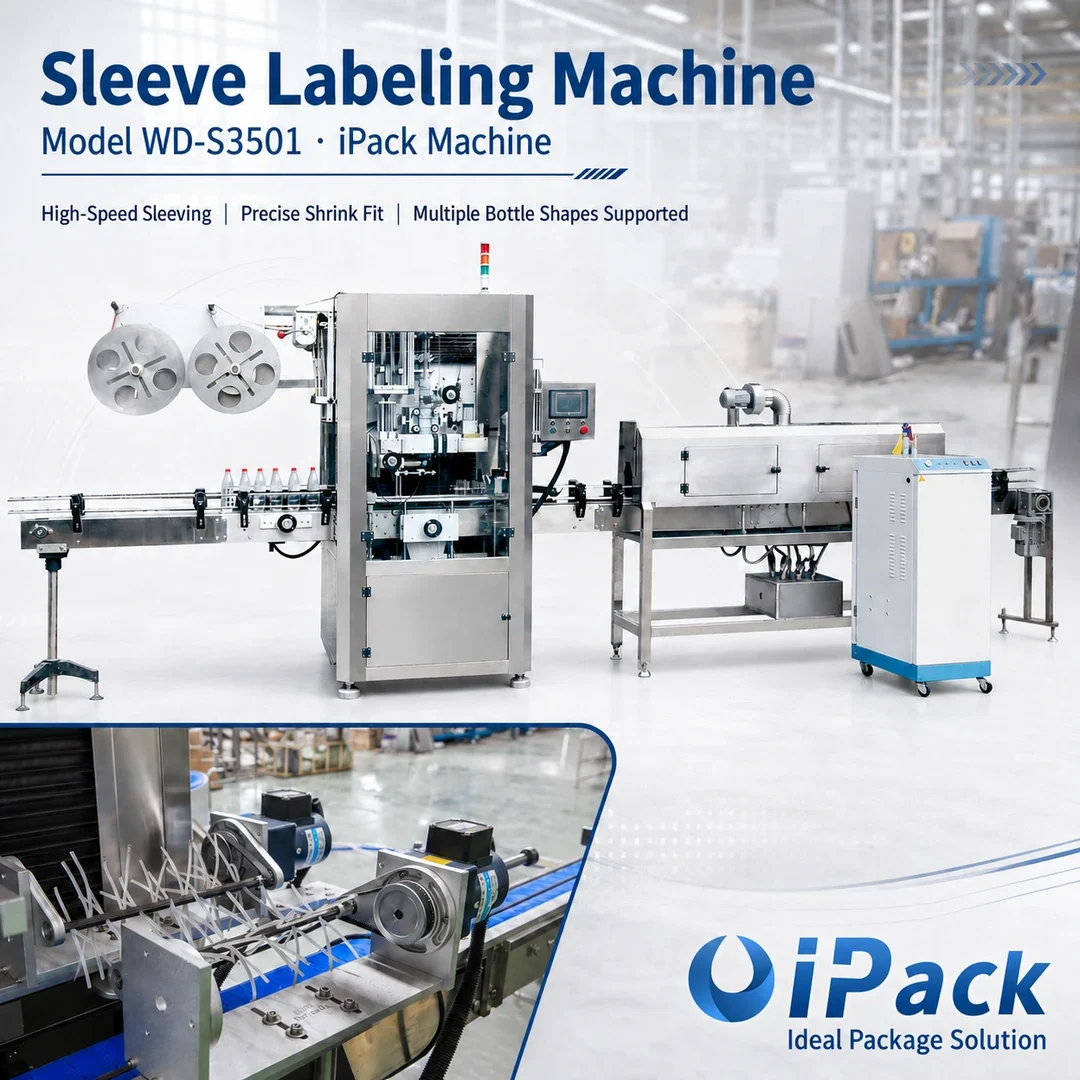 Sleeve Labeling Machine
Model WD-S3501 · iPack Machine
High-Speed Sleeving | Precise Shrink Fit | Multiple Bottle Shapes Supported
iPack
Ideal Package Solution